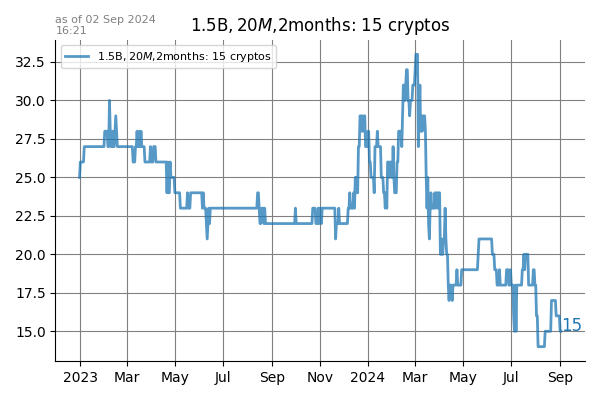 as of 02 Sep 2024
16:21
1.5B, 20M,2months: 15 cryptos
1.5B, 20M,2months: 15 cryptos
32.5
30.0
27.5
25.0
22.5
20.0
17.5
15.0
15
2023 Mar May Jul Sep Nov 2024 Mar May Jul Sep